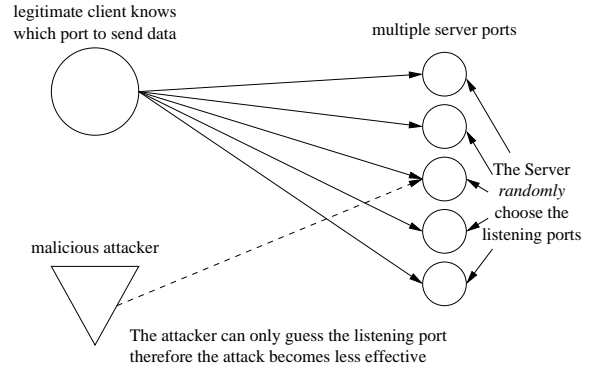 legitimate client knows
which port to send data
multiple server ports
The Server
randomly
choose the
listening ports
malicious attacker
The attacker can only guess the listening port
therefore the attack becomes less effective